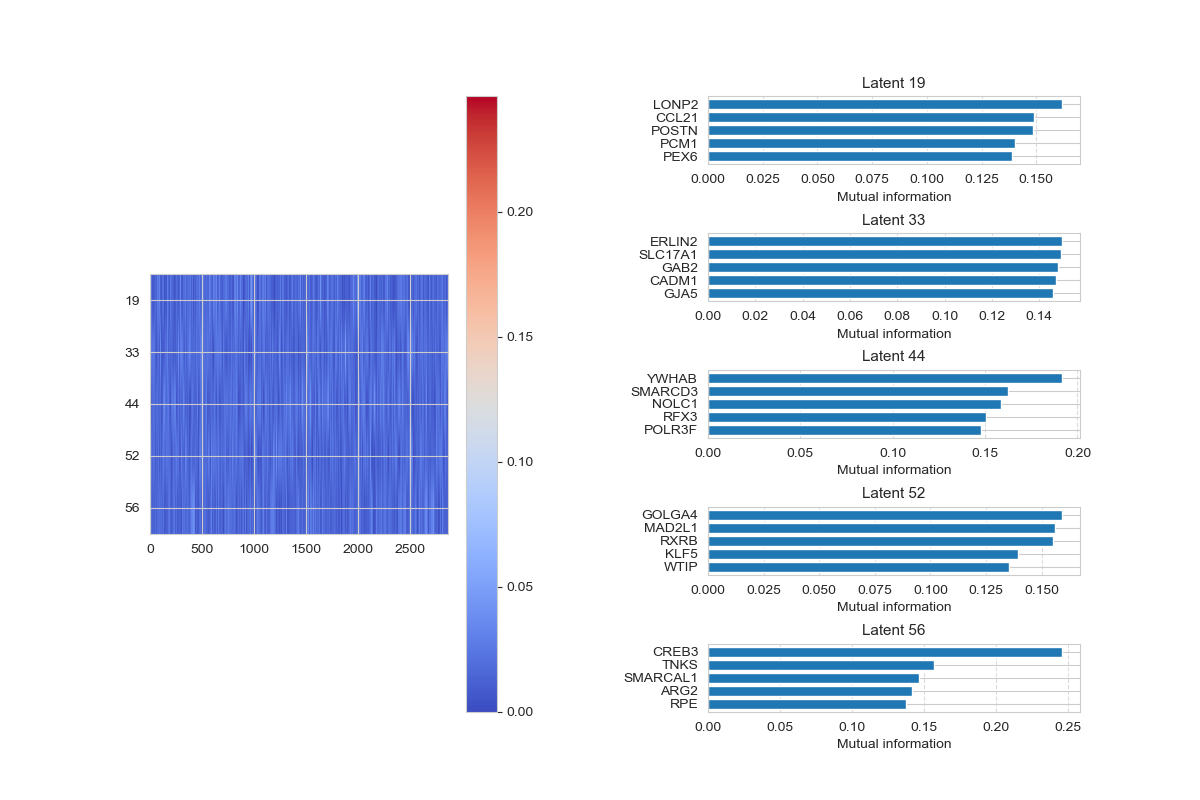 19
33
44
52
56
0 500 1000 1500 2000 2500
0.20
0.15
0.10
0.05
0.00
Latent 19
LONP2
CCL21
POSTN
PCM1
PEX6
0.000 0.025 0.050 0.075 0.100 0.125 0.150
Mutual information
Latent 33
ERLIN2
SLC17A1
GAB2
CADM1
GJA5
0.00 0.02 0.04 0.06 0.08 0.10 0.12 0.14
Mutual information
Latent 44
YWHAB
SMARCD3
NOLC1
RFX3
POLR3F
0.00 0.05 0.10 0.15 0.20
Mutual information
Latent 52
GOLGA4
MAD2L1
RXRB
KLF5
WTIP
0.000 0.025 0.050 0.075 0.100 0.125 0.150
Mutual information
Latent 56
CREB3
TNKS
SMARCAL1
ARG2
RPE
0.00 0.05 0.10 0.15 0.20 0.25
Mutual information